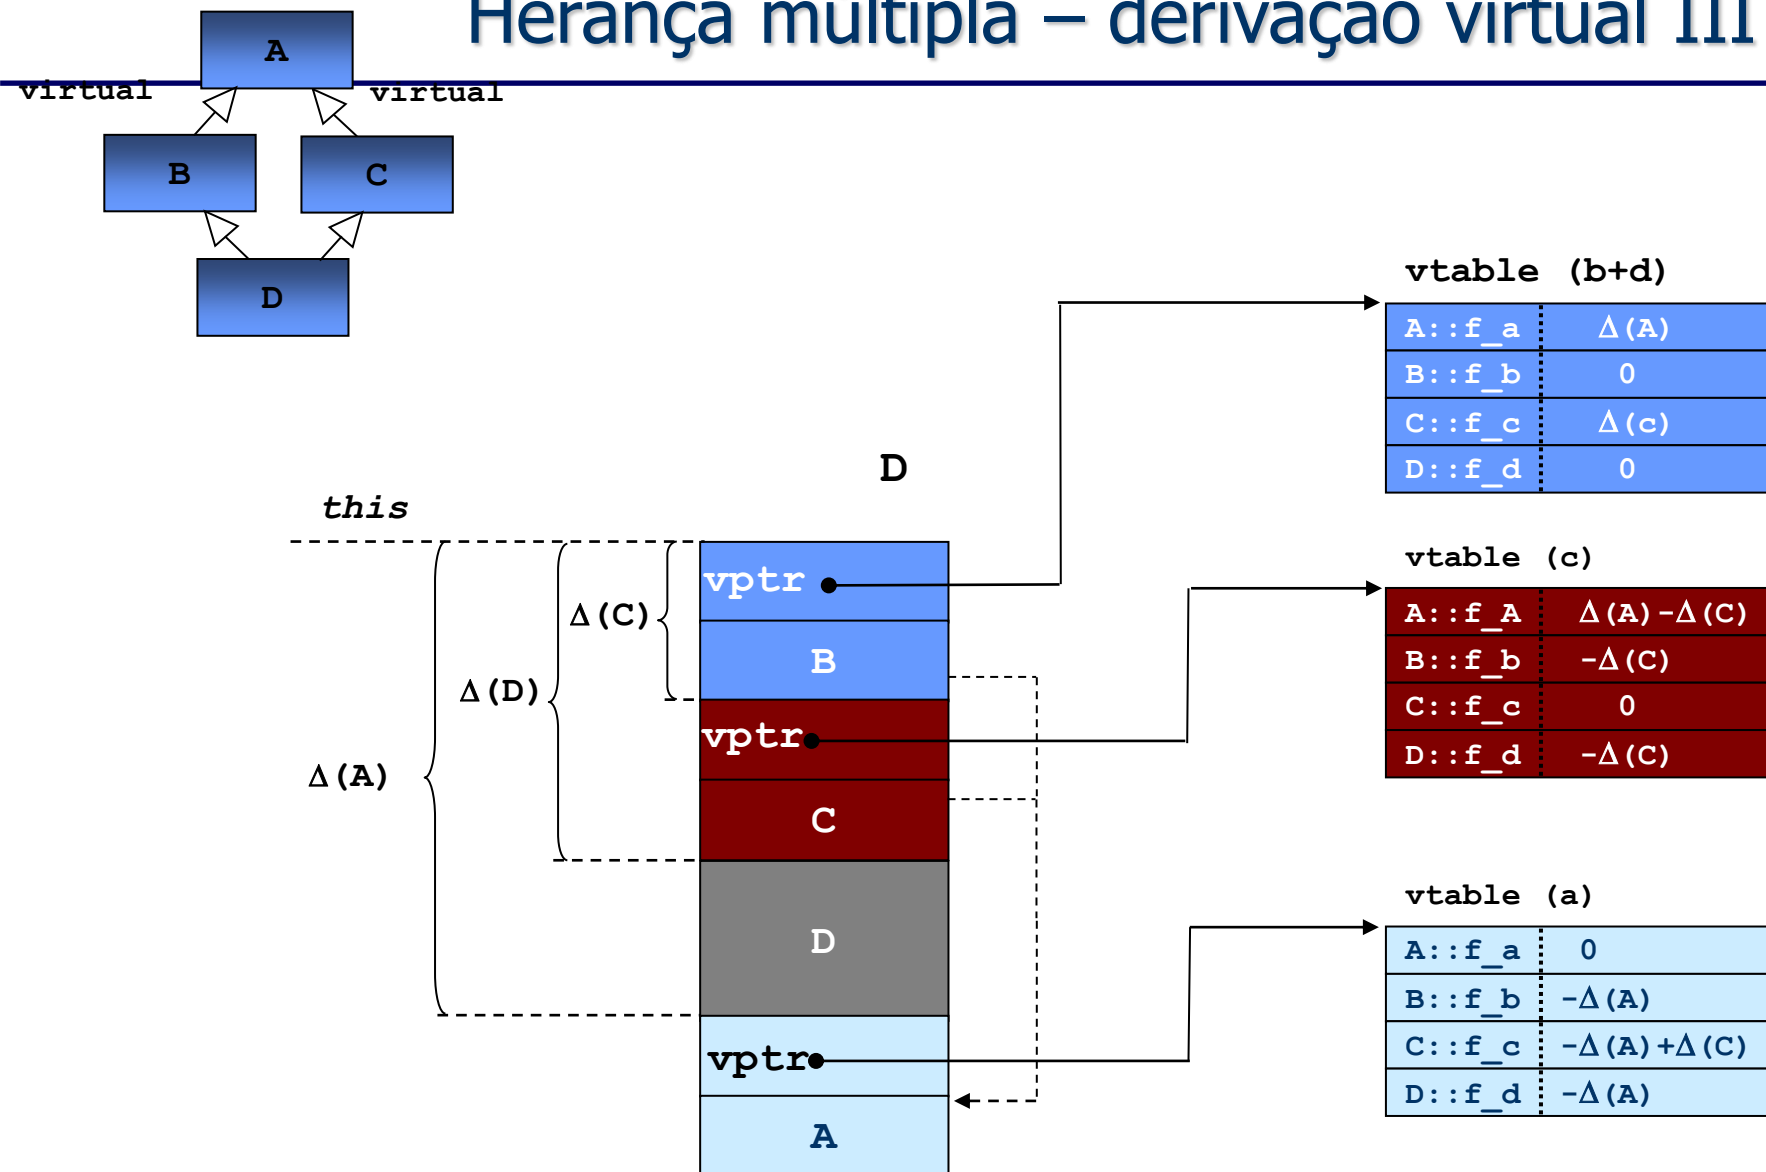 Herança múltipla – derivação virtual III
A
virtual
virtual
B
C
D
vtable (b+d)
A::f_a Δ(A)
B::f_b 0
C::f_c Δ(c)
D::f_d 0
D
this
vptr
Δ(C)
B
Δ(D)
vptr
Δ(A)
C
D
vptr
A
vtable (c)
A::f_A Δ(A)-Δ(C)
B::f_b -Δ(C)
C::f_c 0
D::f_d -Δ(C)
vtable (a)
A::f_a 0
B::f_b -Δ(A)
C::f_c -Δ(A)+Δ(C)
D::f_d -Δ(A)